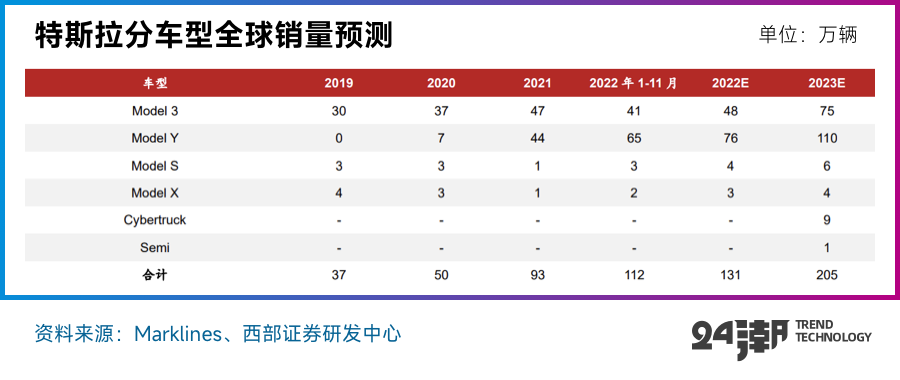 特斯拉分车型全球销量预测
单位：万辆
车型 2019 2020 2021 2022 年 1-11 月 2022E 2023E
Model 3 30 37 47 41 48 75
Model Y 0 7 44 65 76 110
Model S 3 3 1 3 4 6
Model X 4 3 1 2 3 4
Cybertruck - - - - - 9
Semi - - - - - 1
合计 37 50 93 112 131 205
资料来源：Marklines、西部证券研发中心
24潮 TREND
TECHNOLOGY